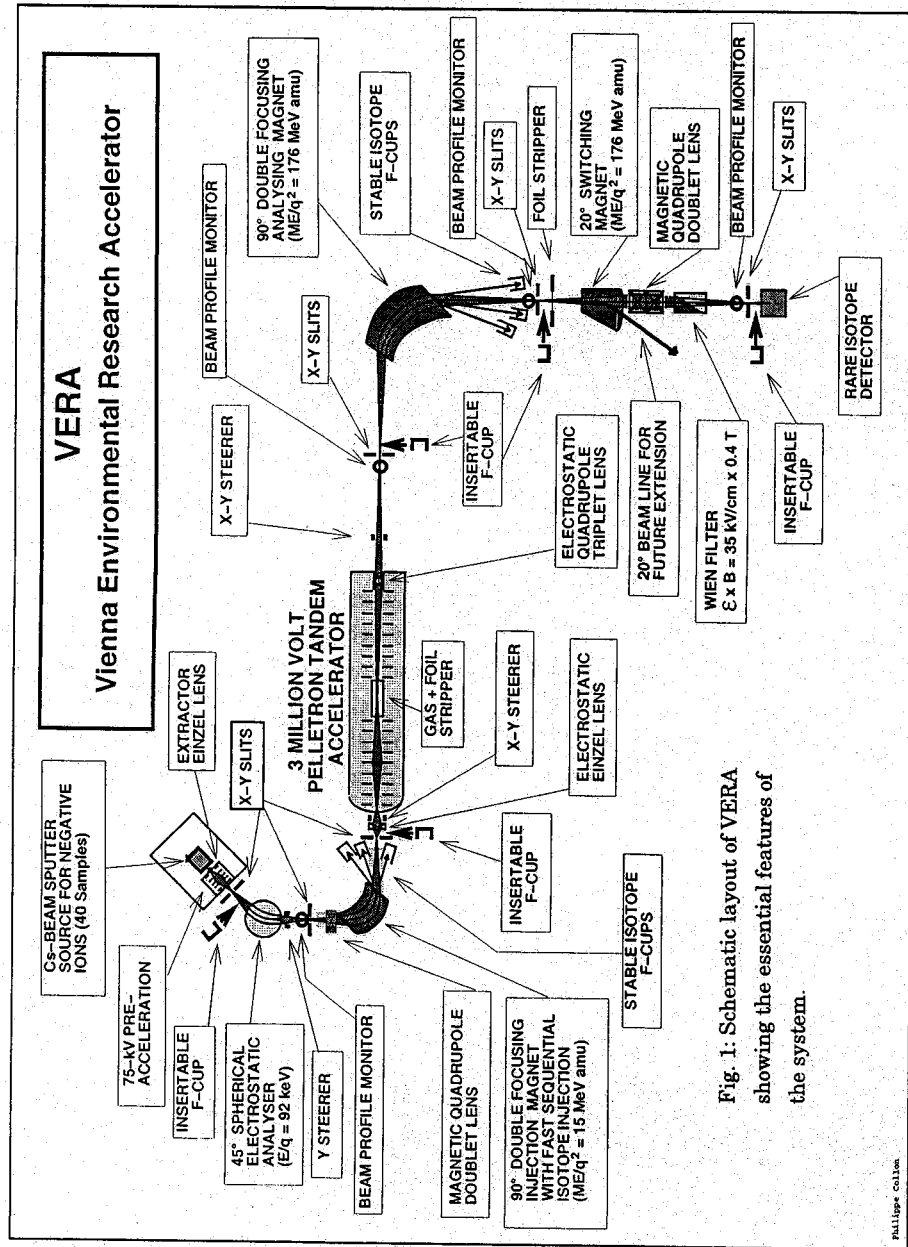 VERA
Vienna Environmental Research Accelerator
Cs-BEAM SPUTTER
SOURCE FOR NEGATIVE
IONS (40 Samples)
EXTRACTOR
EINZEL LENS
X-Y SLITS
75-kV PRE-
ACCELERATION
INSERTABLE
F-CUP
45° SPHERICAL
ELECTROSTATIC
ANALYSER
(E/q = 92 keV)
Y STEERER
BEAM PROFILE MONITOR
MAGNETIC QUADRUPOLE
DOUBLET LENS
90° DOUBLE FOCUSING
INJECTION MAGNET
WITH FAST SEQUENTIAL
ISOTOPE INJECTION
(ME/q² = 15 MeV amu)
STABLE ISOTOPE
F-CUPS
INSERTABLE
F-CUP
3 MILLION VOLT
PELLETRON TANDEM
ACCELERATOR
GAS + FOIL
STRIPPER
X-Y STEERER
ELECTROSTATIC
EINZEL LENS
ELECTROSTATIC
QUADRUPOLE
TRIPLET LENS
X-Y STEERER
BEAM PROFILE MONITOR
X-Y SLITS
INSERTABLE
F-CUP
90° DOUBLE FOCUSING
ANALYSING MAGNET
(ME/q² = 176 MeV amu)
STABLE ISOTOPE
F-CUPS
BEAM PROFILE MONITOR
X-Y SLITS
FOIL STRIPPER
INSERTABLE
F-CUP
20° SWITCHING
MAGNET
(ME/q² = 176 MeV amu)
20° BEAM LINE FOR
FUTURE EXTENSION
MAGNETIC
QUADRUPOLE
DOUBLET LENS
WIEN FILTER
Ɛ x B = 35 kV/cm x 0.4 T
BEAM PROFILE MONITOR
X-Y SLITS
INSERTABLE
F-CUP
RARE ISOTOPE
DETECTOR
Fig. 1: Schematic layout of VERA
showing the essential features of
the system.
Philippe Collon